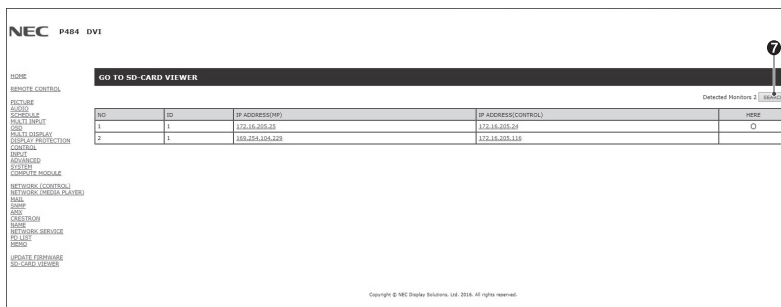 NEC P484 DVI
7
HOME
REMOTE CONTROL
PICTURE
AUDIO
SCHEDULE
MULTI INPUT
OSD
MULTI DISPLAY
DISPLAY PROTECTION
CONTROL
INPUT
ADVANCED
SYSTEM
COMPUTE MODULE
NETWORK (CONTROL)
NETWORK (MEDIA PLAYER)
MAIL
SNMP
AMX
CRESTRON
NAME
NETWORK SERVICE
PD LIST
MEMO
UPDATE FIRMWARE
SD-CARD VIEWER
GO TO SD-CARD VIEWER
Detected Monitors 2 SEARCH
NO ID IP ADDRESS(MP) IP ADDRESS(CONTROL) HERE
1 1 172.16.205.25 172.16.205.24 O
2 1 169.254.104.229 172.16.205.116
Copyright © NEC Display Solutions, Ltd. 2016. All rights reserved.